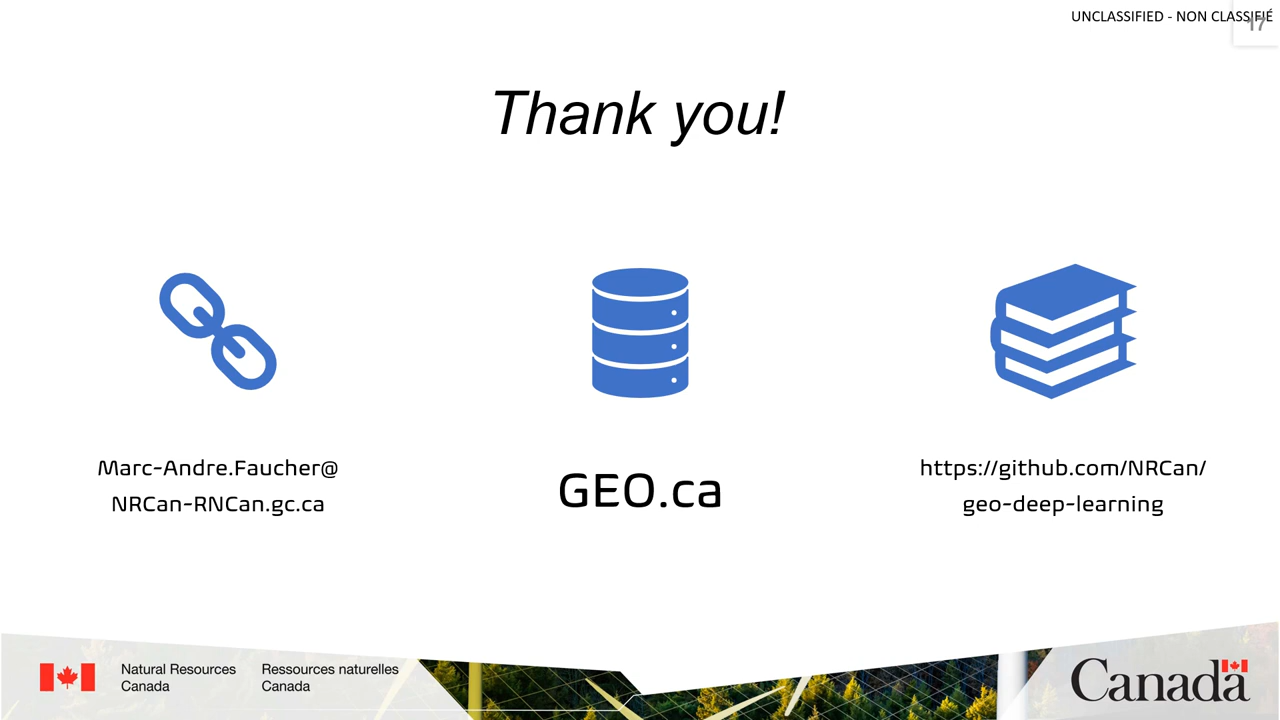 UNCLASSIFIED - NON CLASSIFIÉ
17
Thank you!
Marc-Andre.Faucher@
NRCan-RNCan.gc.ca
GEO.ca
https://github.com/NRCan/
geo-deep-learning
Natural Resources
Canada
Ressources naturelles
Canada
Canada